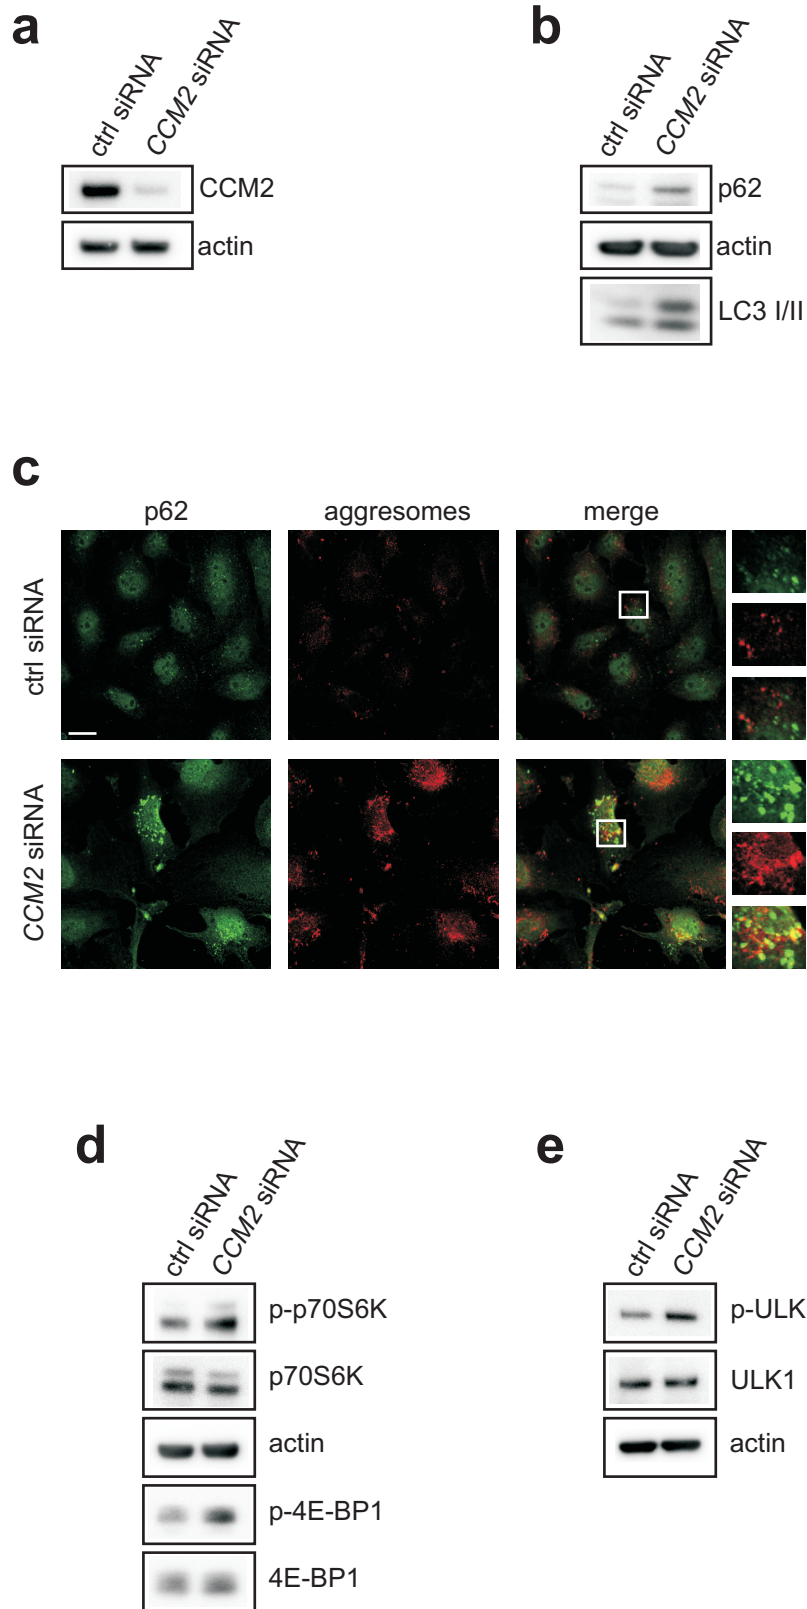 a
ctrl siRNA
CCM2 siRNA
CCM2
actin
b
ctrl siRNA
CCM2 siRNA
p62
actin
LC3 I/II
c
p62
aggresomes
merge
ctrl siRNA
CCM2 siRNA
d
ctrl siRNA
CCM2 siRNA
p-p70S6K
p70S6K
actin
p-4E-BP1
4E-BP1
e
ctrl siRNA
CCM2 siRNA
p-ULK
ULK1
actin